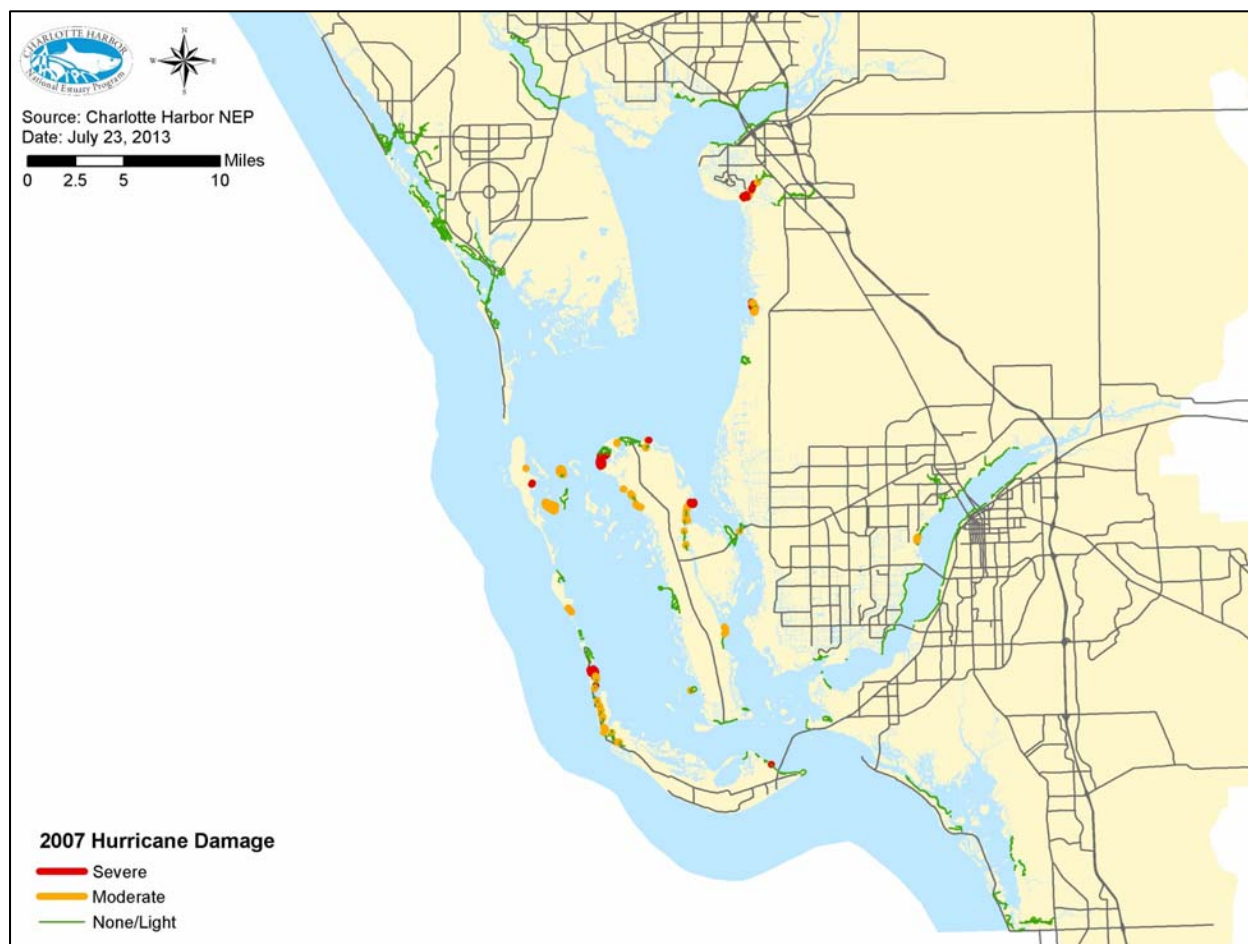 CHARLOTTE HARBOR
National Estuary Program
N
W
E
S
Source: Charlotte Harbor NEP
Date: July 23, 2013
Miles
0 2.5 5 10
2007 Hurricane Damage
Severe
Moderate
None/Light